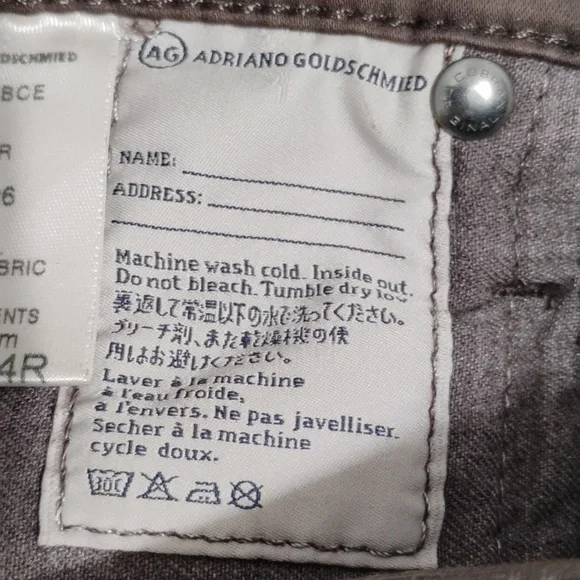 AG ADRIANO GOLDSCHMIED
NAME:
ADDRESS:
Machine wash cold. Inside out.
Do not bleach. Tumble dry low
裏返して常温以下の水で洗ってください。
ブリーチ剤、また乾燥機の使
用はお避けください。
Laver à la machine
à l'eau froide,
à l'envers. Ne pas javelliser.
Secher à la machine
cycle doux.
30C
DSCHMIED
BCE
R
6
BRIC
ENTS
m
4R